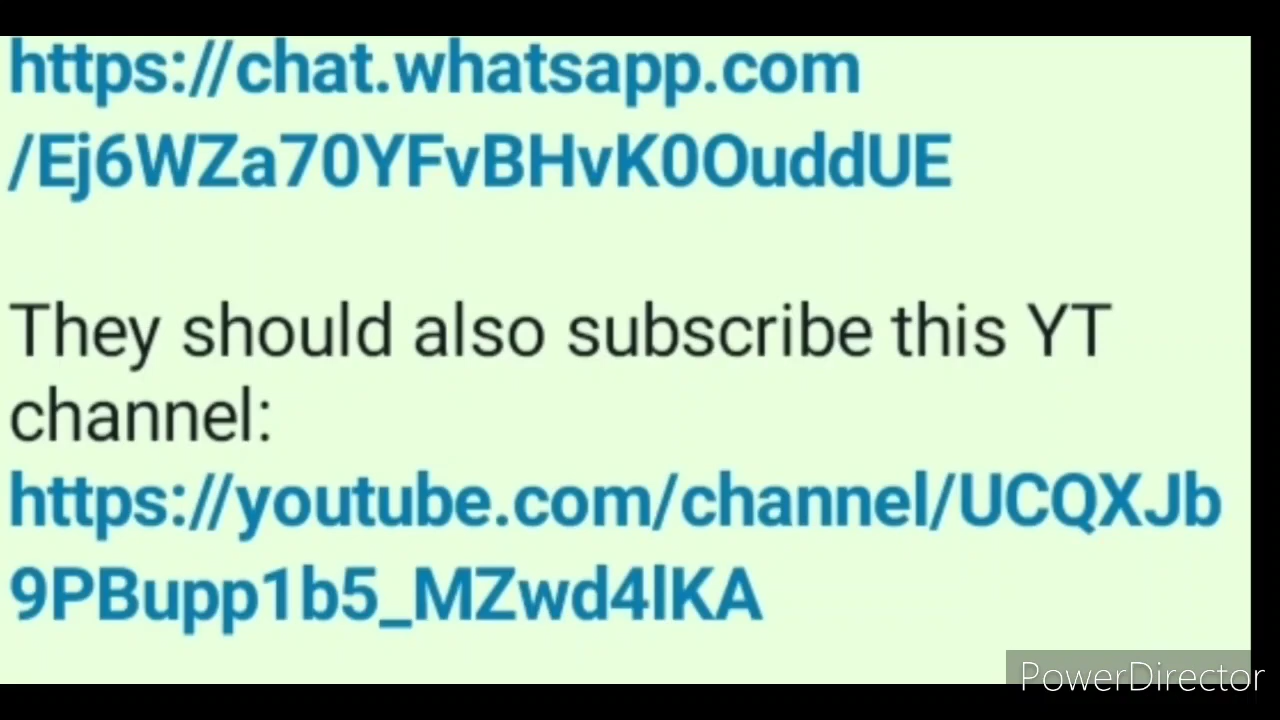 https://chat.whatsapp.com
/Ej6WZa70YFvBHvK0OuddUE
They should also subscribe this YT
channel:
https://youtube.com/channel/UCQXJb
9PBupp1b5_MZwd4lKA
PowerDirector